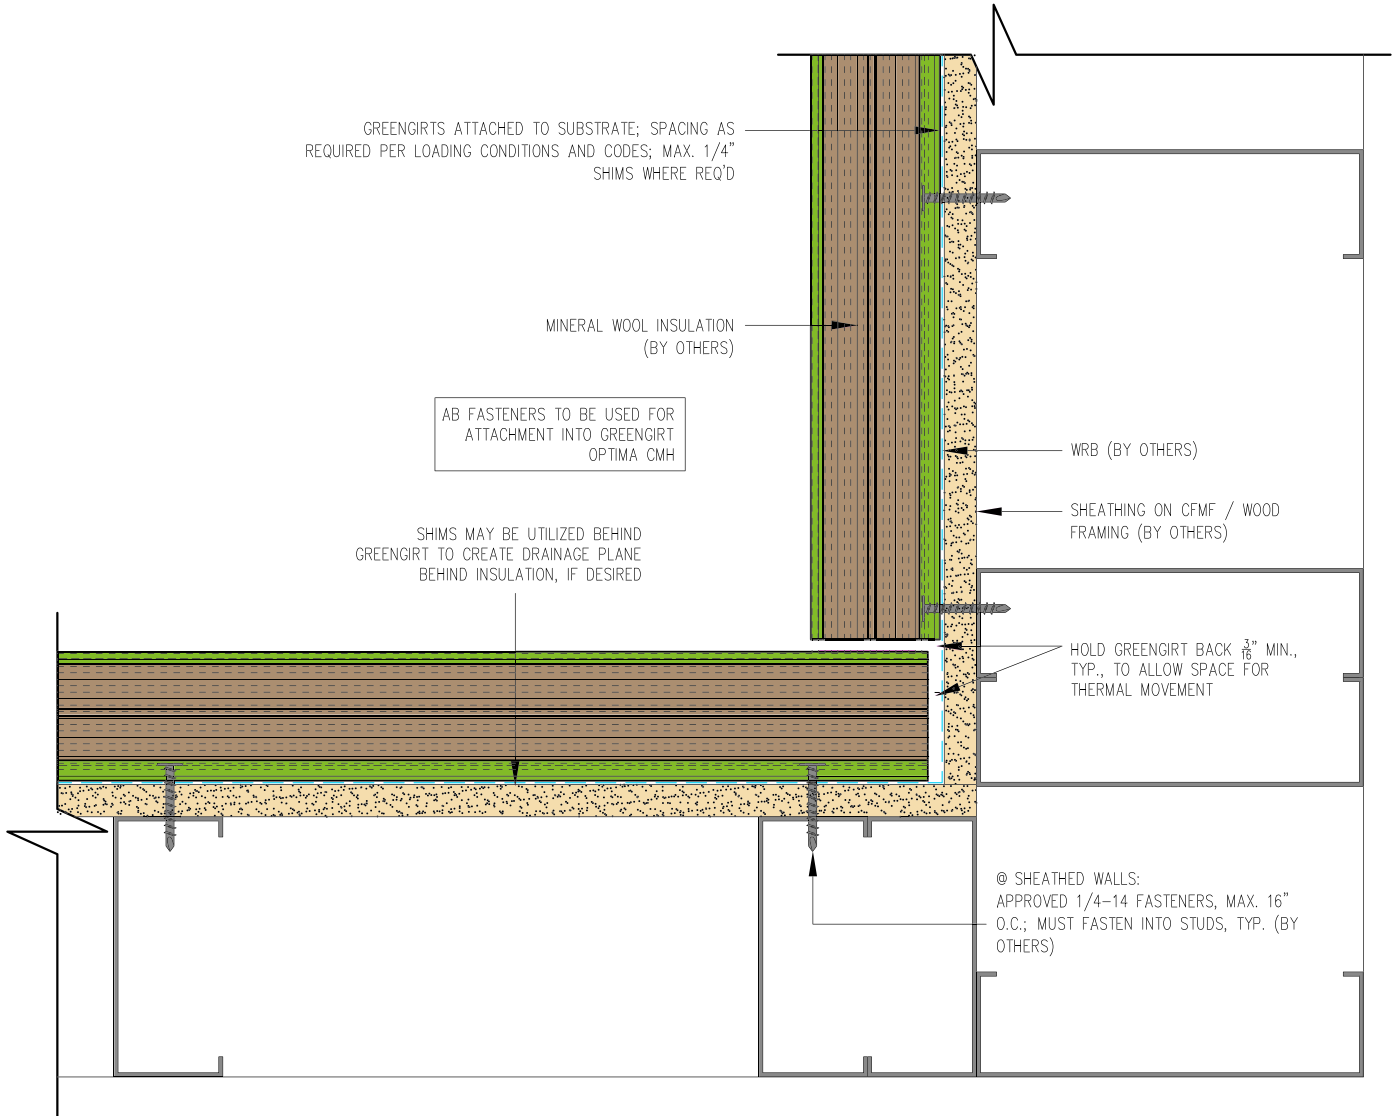 GREENGIRTS ATTACHED TO SUBSTRATE; SPACING AS
REQUIRED PER LOADING CONDITIONS AND CODES; MAX. 1/4"
SHIMS WHERE REQ'D
MINERAL WOOL INSULATION
(BY OTHERS)
AB FASTENERS TO BE USED FOR
ATTACHMENT INTO GREENGIRT
OPTIMA CMH
WRB (BY OTHERS)
SHEATHING ON CFMF / WOOD
FRAMING (BY OTHERS)
SHIMS MAY BE UTILIZED BEHIND
GREENGIRT TO CREATE DRAINAGE PLANE
BEHIND INSULATION, IF DESIRED
HOLD GREENGIRT BACK 3/16" MIN.,
TYP., TO ALLOW SPACE FOR
THERMAL MOVEMENT
@ SHEATHED WALLS:
APPROVED 1/4-14 FASTENERS, MAX. 16"
O.C.; MUST FASTEN INTO STUDS, TYP. (BY
OTHERS)